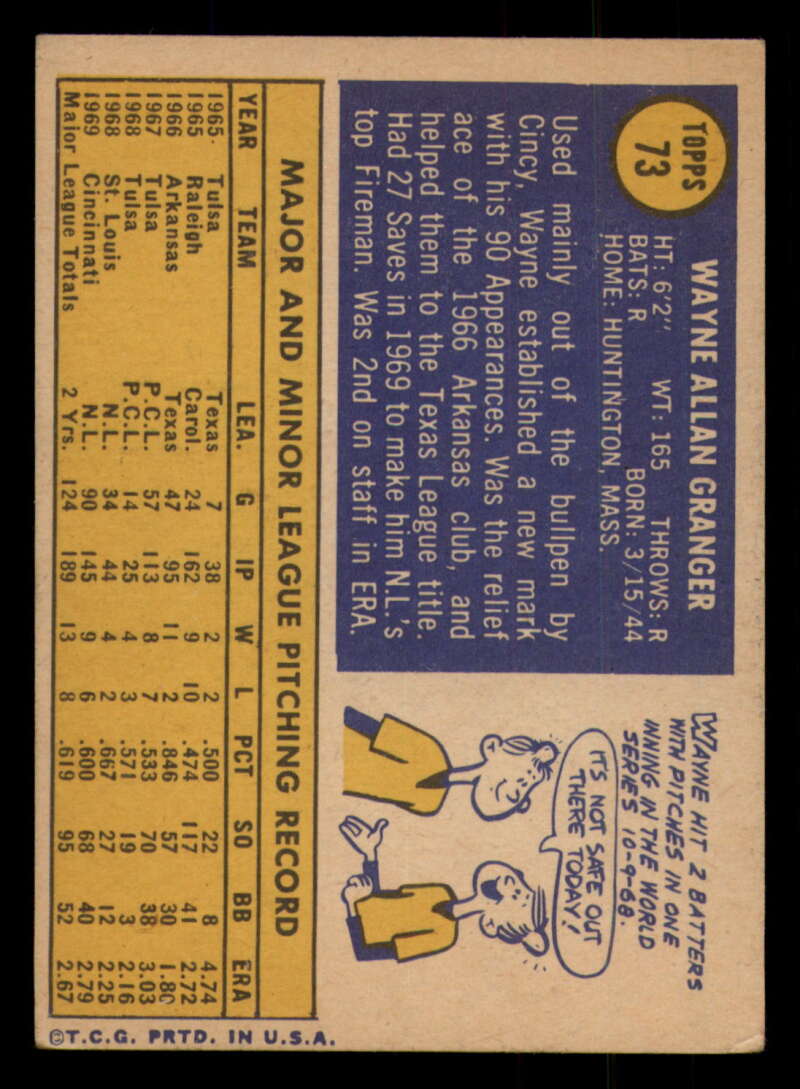 TOPPS
73
WAYNE ALLAN GRANGER
HT: 6'2" WT: 165 THROWS: R
BATS: R BORN: 3/15/44
HOME: HUNTINGTON, MASS.
Used mainly out of the bullpen by
Cincy, Wayne established a new mark
with his 90 Appearances. Was the relief
ace of the 1966 Arkansas club, and
helped them to the Texas League title.
Had 27 Saves in 1969 to make him N.L.'s
top Fireman. Was 2nd on staff in ERA.
WAYNE HIT 2 BATTERS
WITH PITCHES IN ONE
INNING IN THE WORLD
SERIES 10-9-68.
IT'S NOT SAFE OUT
THERE TODAY!
MAJOR AND MINOR LEAGUE PITCHING RECORD
YEAR TEAM LEA. G IP W L PCT SO BB ERA
1965· Tulsa Texas 7 38 2 2 .500 22 8 4.74
1965 Raleigh Carol. 24 162 9 10 .474 117 41 2.72
1966 Arkansas Texas 47 95 11 2 .846 57 30 1.80
1967 Tulsa P.C.L. 57 113 8 7 .533 70 38 3.03
1968 Tulsa P.C.L. 14 25 4 3 .571 19 3 2.16
1968 St. Louis N.L. 34 44 4 2 .667 27 12 2.25
1969 Cincinnati N.L. 90 145 9 6 .600 68 40 2.79
Major League Totals 2 Yrs. 124 189 13 8 .619 95 52 2.67
©T.C.G. PRTD. IN U.S.A.